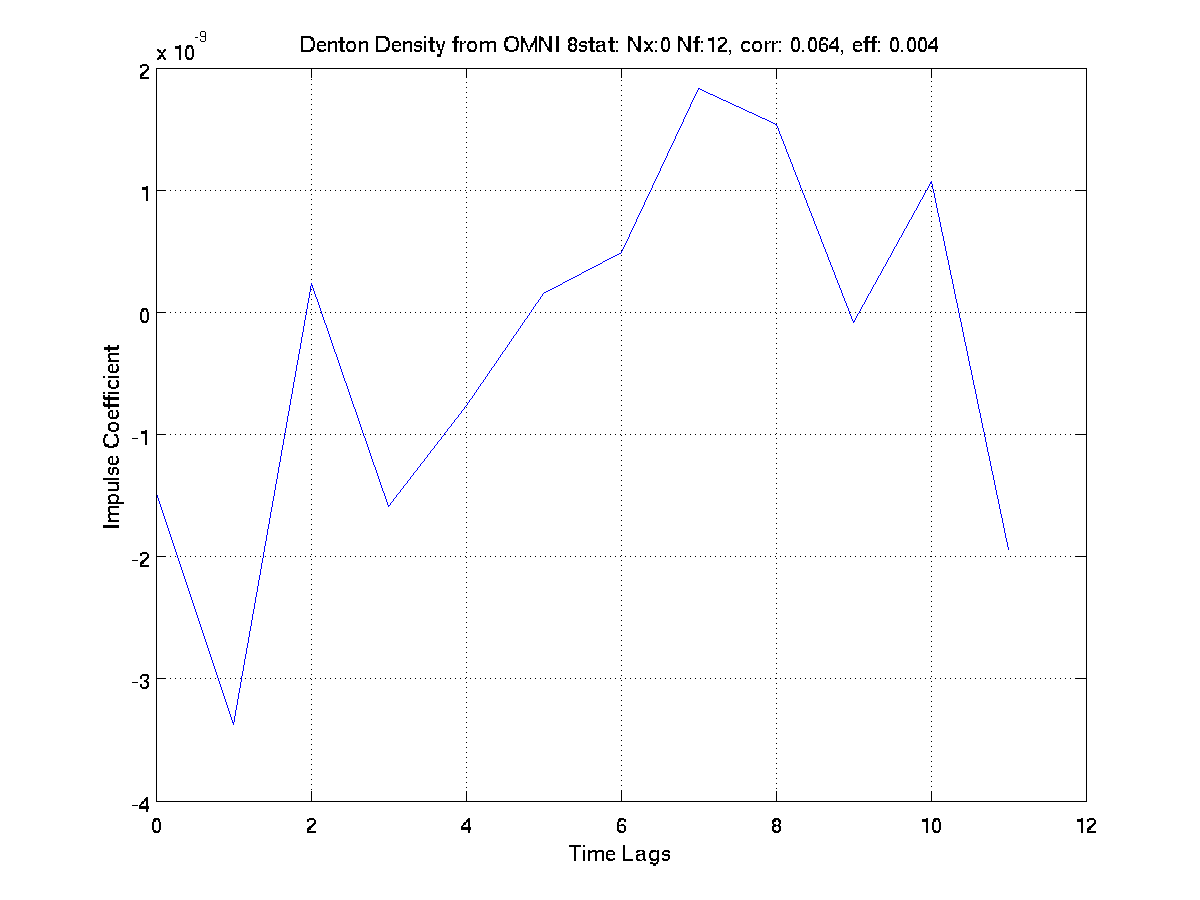 x 10^-9
Denton Density from OMNI 8stat: Nx:0 Nf:12, corr: 0.064, eff: 0.004
2
1
0
-1
-2
-3
-4
Impulse Coefficient
0 2 4 6 8 10 12
Time Lags